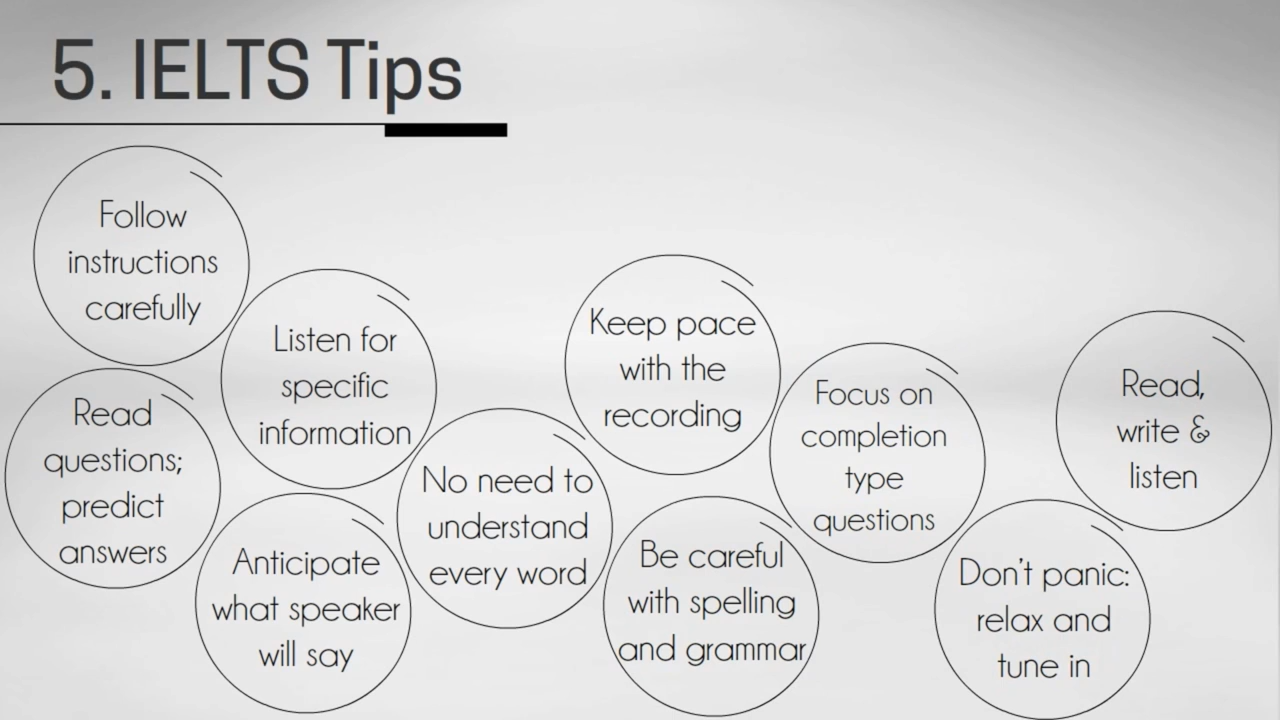 5. IELTS Tips
Follow
instructions
carefully
Read
questions;
predict
answers
Listen for
specific
information
Anticipate
what speaker
will say
No need to
understand
every word
Keep pace
with the
recording
Be careful
with spelling
and grammar
Focus on
completion
type
questions
Don't panic:
relax and
tune in
Read,
write &
listen